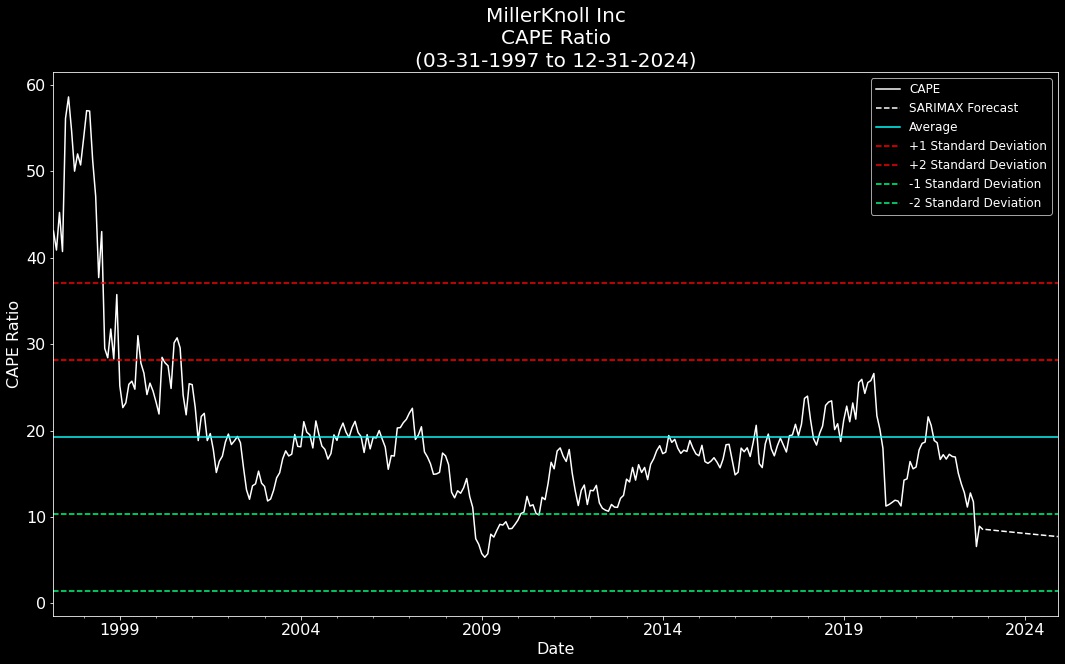 MillerKnoll Inc
CAPE Ratio
(03-31-1997 to 12-31-2024)
CAPE
SARIMAX Forecast
Average
+1 Standard Deviation
+2 Standard Deviation
-1 Standard Deviation
-2 Standard Deviation
CAPE Ratio
60
50
40
30
20
10
0
1999 2004 2009 2014 2019 2024
Date